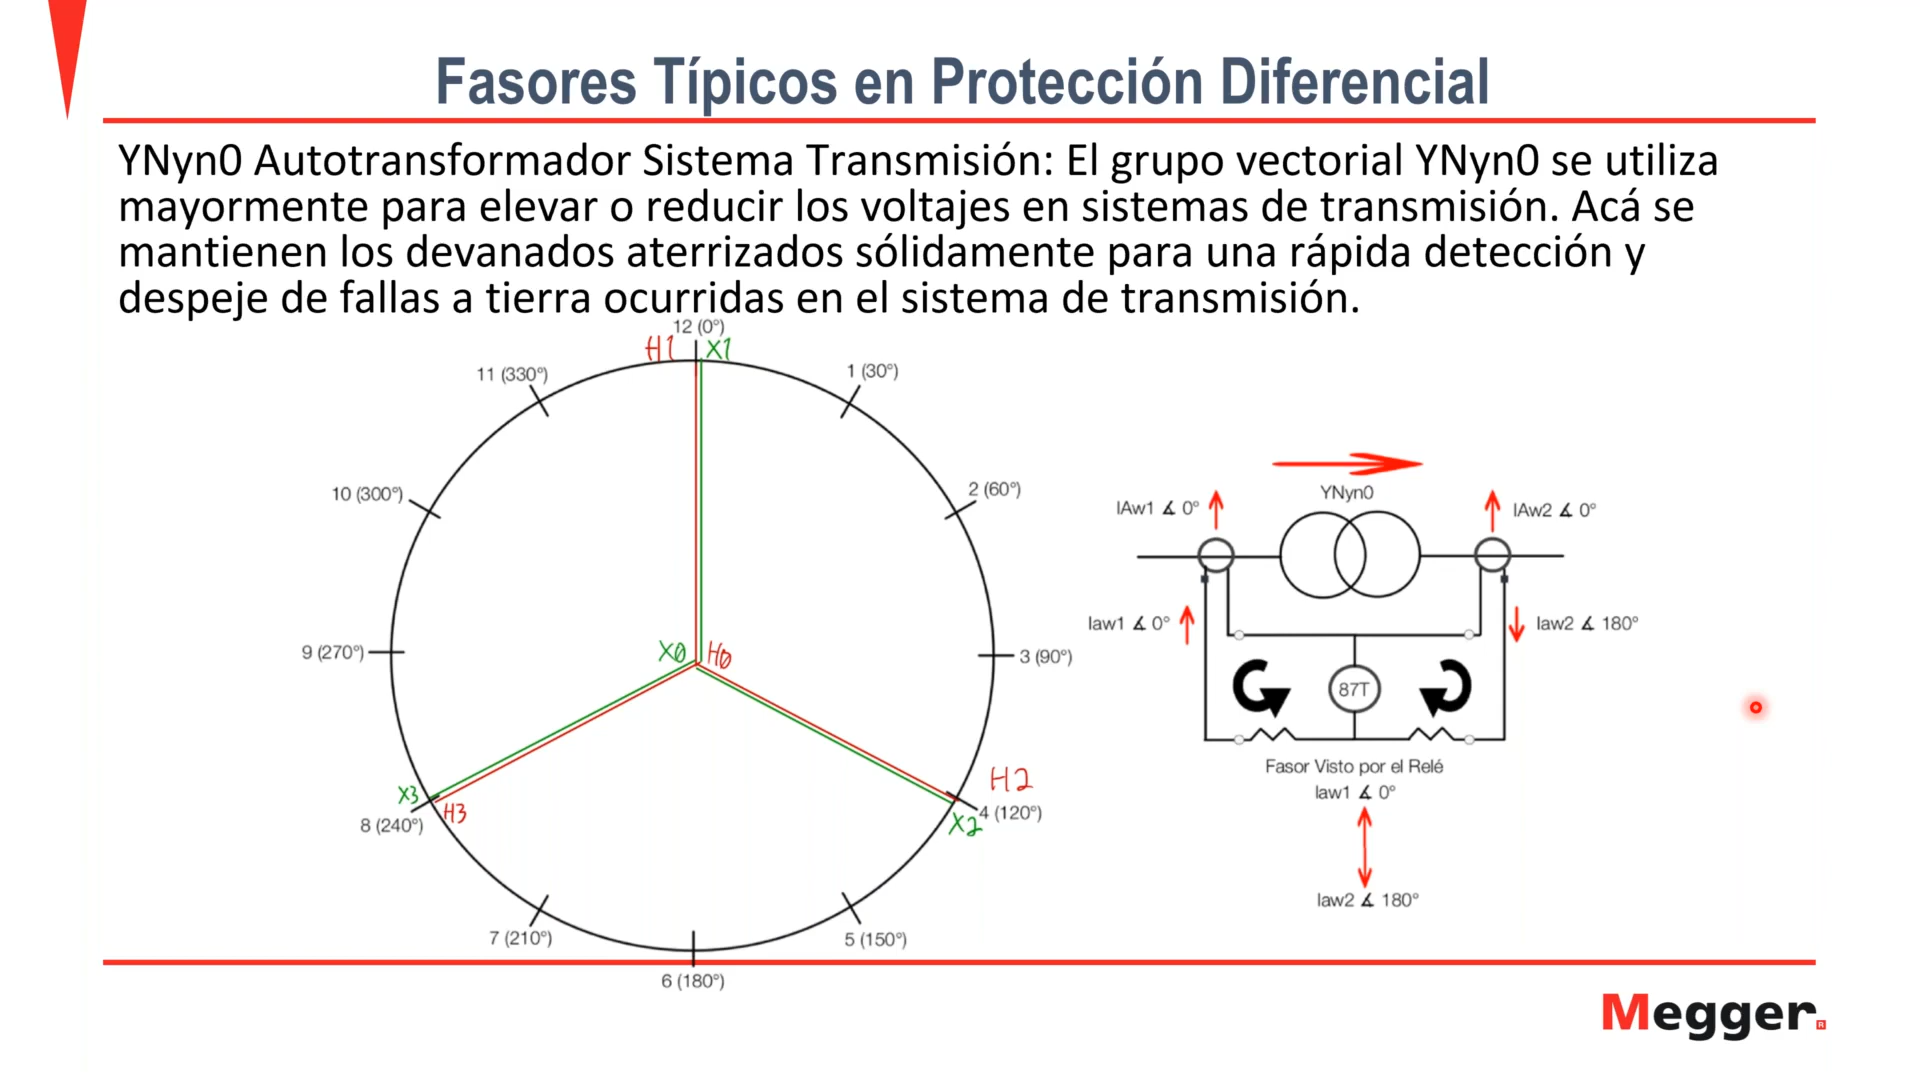 Fasores Típicos en Protección Diferencial
YNyn0 Autotransformador Sistema Transmisión: El grupo vectorial YNyn0 se utiliza
mayormente para elevar o reducir los voltajes en sistemas de transmisión. Acá se
mantienen los devanados aterrizados sólidamente para una rápida detección y
despeje de fallas a tierra ocurridas en el sistema de transmisión.
12 (0°)
H1 X1
11 (330°)
1 (30°)
10 (300°)
2 (60°)
9 (270°)
X0 H0
3 (90°)
X3
H3
8 (240°)
H2
4 (120°)
X2
7 (210°)
5 (150°)
6 (180°)
YNyn0
IAw1 ∡ 0°
IAw2 ∡ 0°
Iaw1 ∡ 0°
Iaw2 ∡ 180°
87T
Fasor Visto por el Relé
Iaw1 ∡ 0°
Iaw2 ∡ 180°
Megger®